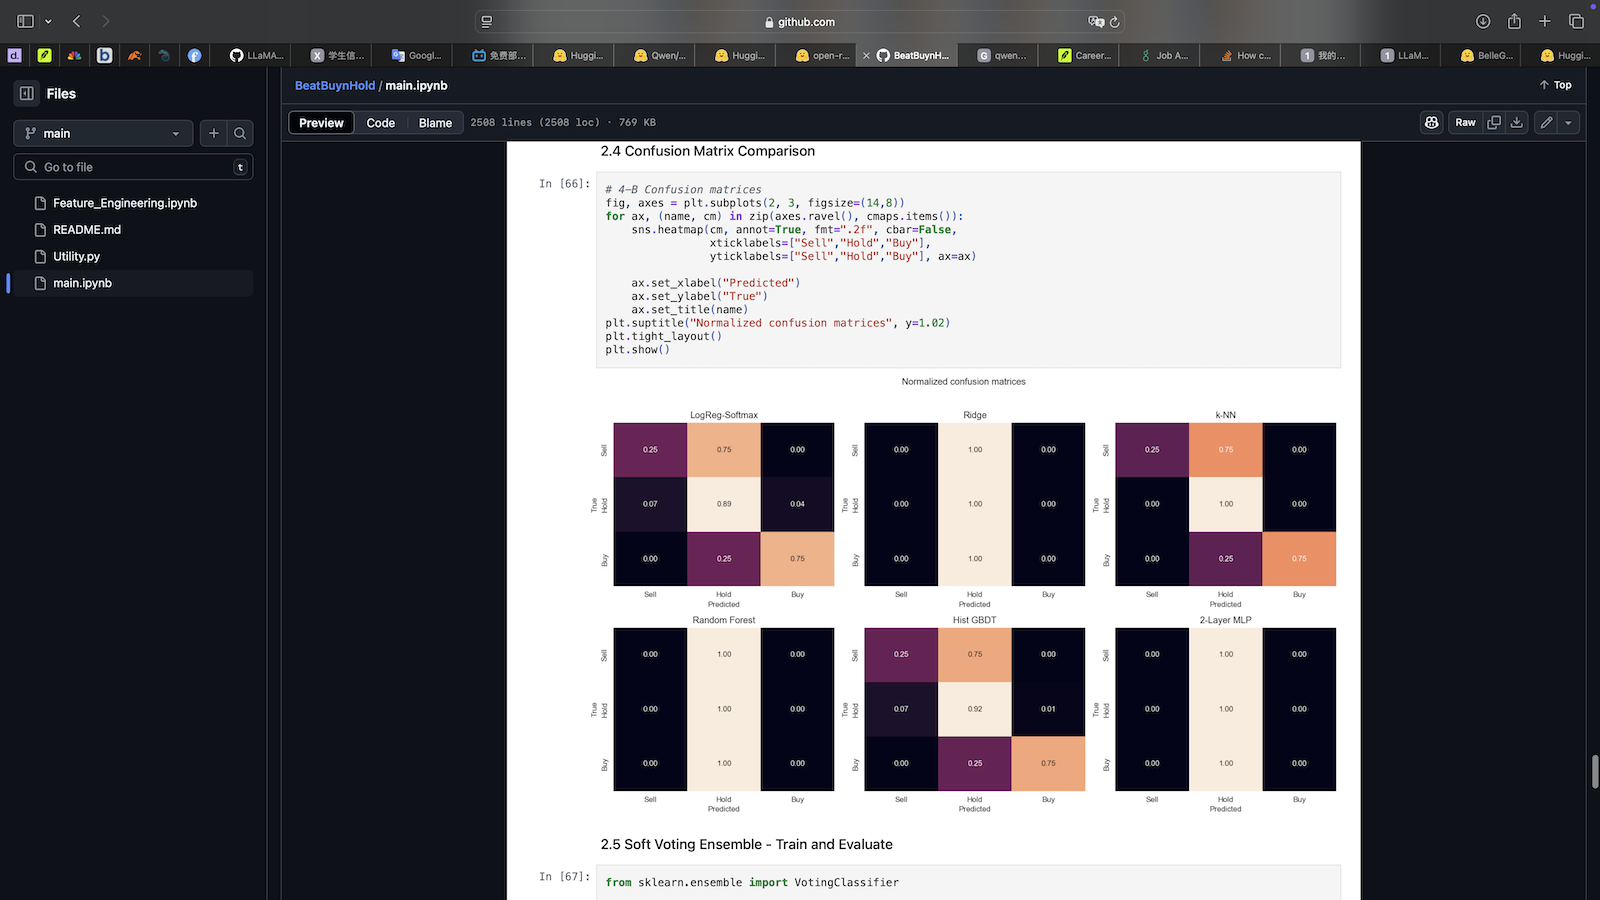 github.com
LLaMA...
学生信...
Googl...
免费部...
Huggi...
Qwen/...
Huggi...
open-r...
BeatBuynH...
qwen...
Career...
Job A...
How c...
我的...
LLaM...
BelleG...
Huggi...
Files
main
Go to file
t
Feature_Engineering.ipynb
README.md
Utility.py
main.ipynb
BeatBuynHold / main.ipynb
Top
Preview Code Blame 2508 lines (2508 loc) · 769 KB
Raw
2.4 Confusion Matrix Comparison
In [66]:
# 4-B Confusion matrices
fig, axes = plt.subplots(2, 3, figsize=(14,8))
for ax, (name, cm) in zip(axes.ravel(), cmaps.items()):
    sns.heatmap(cm, annot=True, fmt=".2f", cbar=False,
                xticklabels=["Sell","Hold","Buy"],
                yticklabels=["Sell","Hold","Buy"], ax=ax)
    ax.set_xlabel("Predicted")
    ax.set_ylabel("True")
    ax.set_title(name)
plt.suptitle("Normalized confusion matrices", y=1.02)
plt.tight_layout()
plt.show()
Normalized confusion matrices
LogReg-Softmax
Sell 0.25 0.75 0.00
True
Hold 0.07 0.89 0.04
Buy 0.00 0.25 0.75
Sell Hold Buy
Predicted
Ridge
Sell 0.00 1.00 0.00
True
Hold 0.00 1.00 0.00
Buy 0.00 1.00 0.00
Sell Hold Buy
Predicted
k-NN
Sell 0.25 0.75 0.00
True
Hold 0.00 1.00 0.00
Buy 0.00 0.25 0.75
Sell Hold Buy
Predicted
Random Forest
Sell 0.00 1.00 0.00
True
Hold 0.00 1.00 0.00
Buy 0.00 1.00 0.00
Sell Hold Buy
Predicted
Hist GBDT
Sell 0.25 0.75 0.00
True
Hold 0.07 0.92 0.01
Buy 0.00 0.25 0.75
Sell Hold Buy
Predicted
2-Layer MLP
Sell 0.00 1.00 0.00
True
Hold 0.00 1.00 0.00
Buy 0.00 1.00 0.00
Sell Hold Buy
Predicted
2.5 Soft Voting Ensemble - Train and Evaluate
In [67]:
from sklearn.ensemble import VotingClassifier